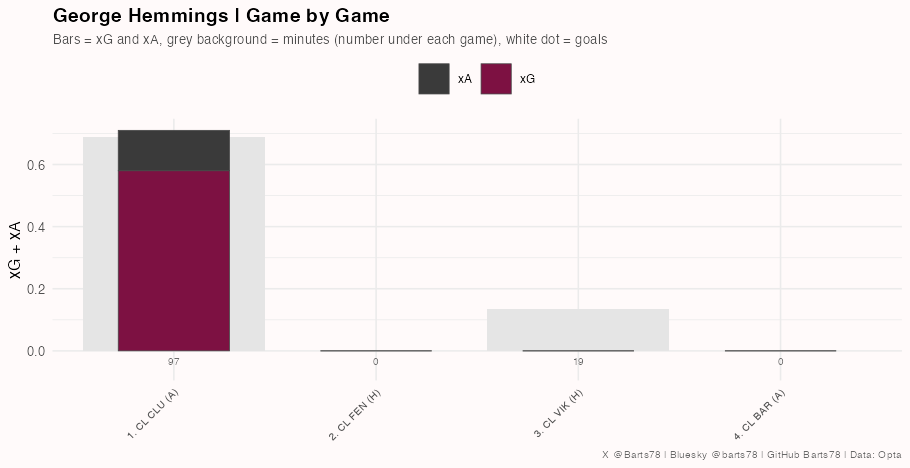 George Hemmings | Game by Game
Bars = xG and xA, grey background = minutes (number under each game), white dot = goals
xA xG
xG + xA
0.6
0.4
0.2
0.0
97 0 19 0
1. CL CLU (A)
2. CL FEN (H)
3. CL VIK (H)
4. CL BAR (A)
X @Barts78 | Bluesky @barts78 | GitHub Barts78 | Data: Opta